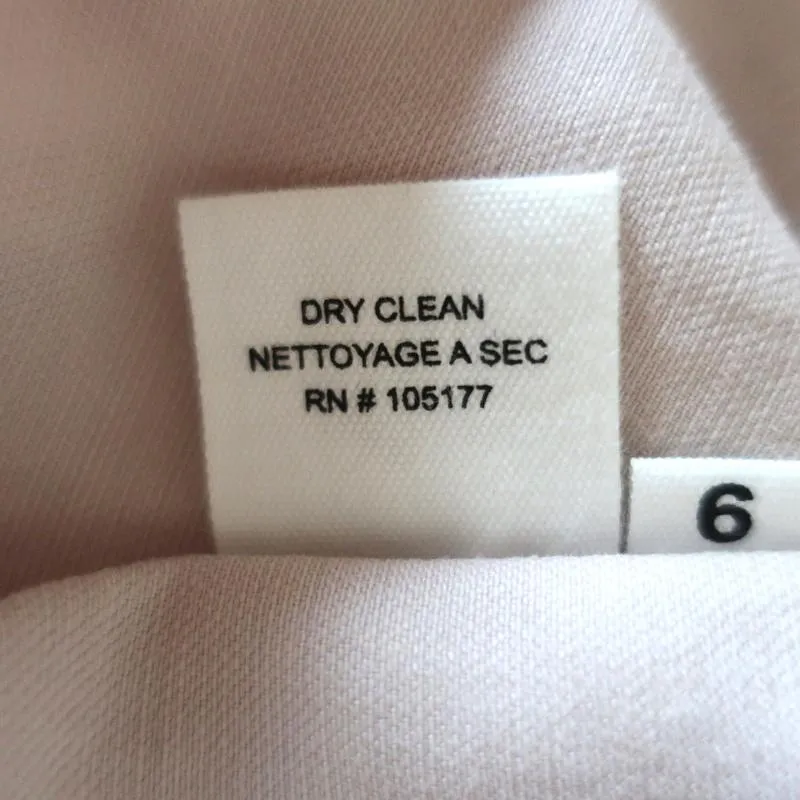 DRY CLEAN
NETTOYAGE A SEC
RN # 105177
6